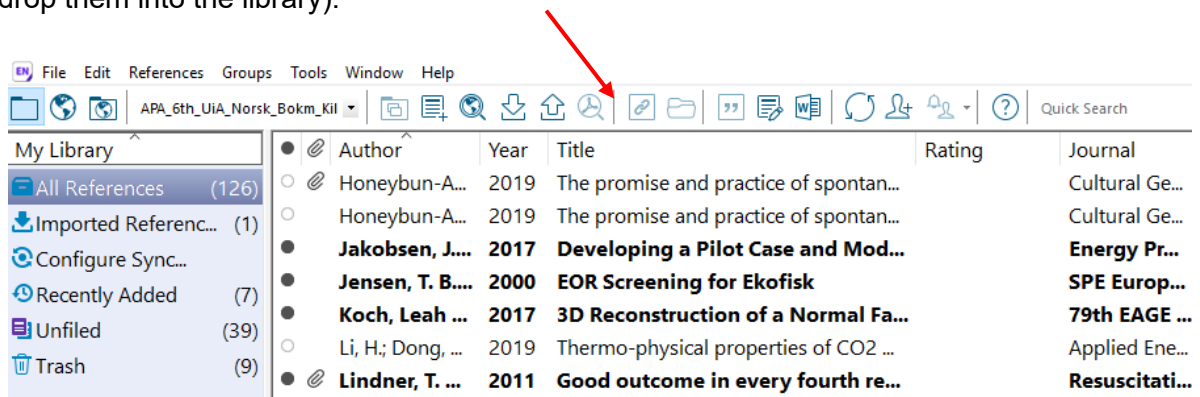 drop them into the library).
EN File Edit References Groups Tools Window Help
APA_6th_UiA_Norsk_Bokm_Kil ? Quick Search
My Library Author Year Title Rating Journal
All References (126) Honeybun-A... 2019 The promise and practice of spontan... Cultural Ge...
Imported Referenc... (1) Honeybun-A... 2019 The promise and practice of spontan... Cultural Ge...
Configure Sync... Jakobsen, J.... 2017 Developing a Pilot Case and Mod... Energy Pr...
Recently Added (7) Jensen, T. B.... 2000 EOR Screening for Ekofisk SPE Europ...
Unfiled (39) Koch, Leah ... 2017 3D Reconstruction of a Normal Fa... 79th EAGE ...
Trash (9) Li, H.; Dong, ... 2019 Thermo-physical properties of CO2 ... Applied Ene...
Lindner, T. ... 2011 Good outcome in every fourth re... Resuscitati...